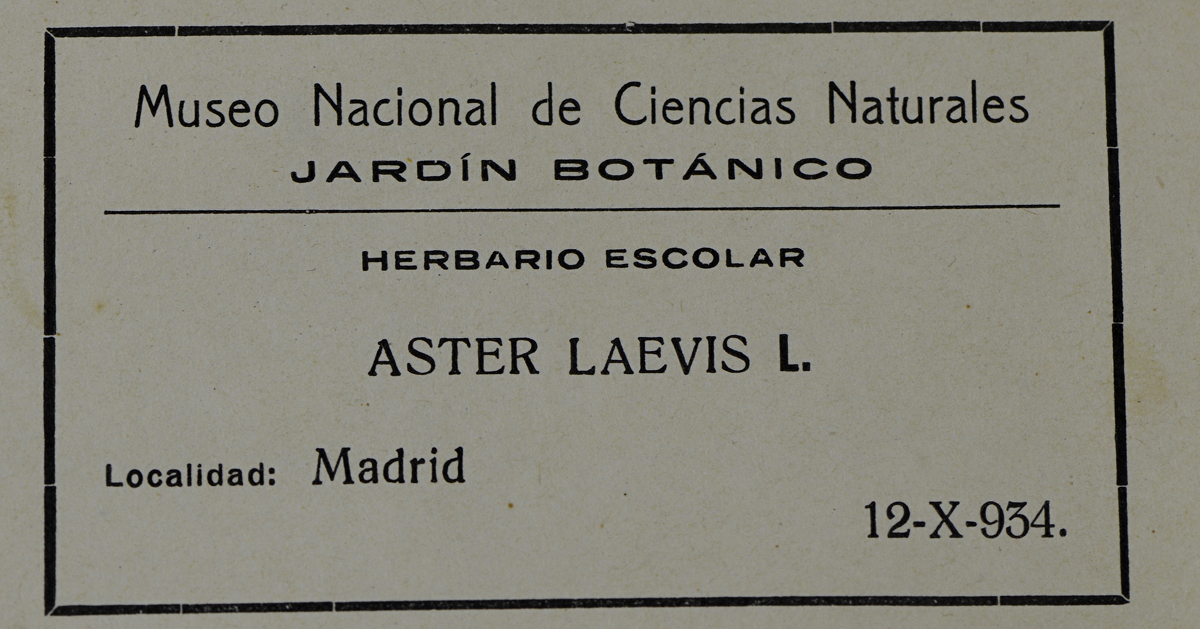 Museo Nacional de Ciencias Naturales
JARDÍN BOTÁNICO
HERBARIO ESCOLAR
ASTER LAEVIS L.
Localidad: Madrid
12-X-934.